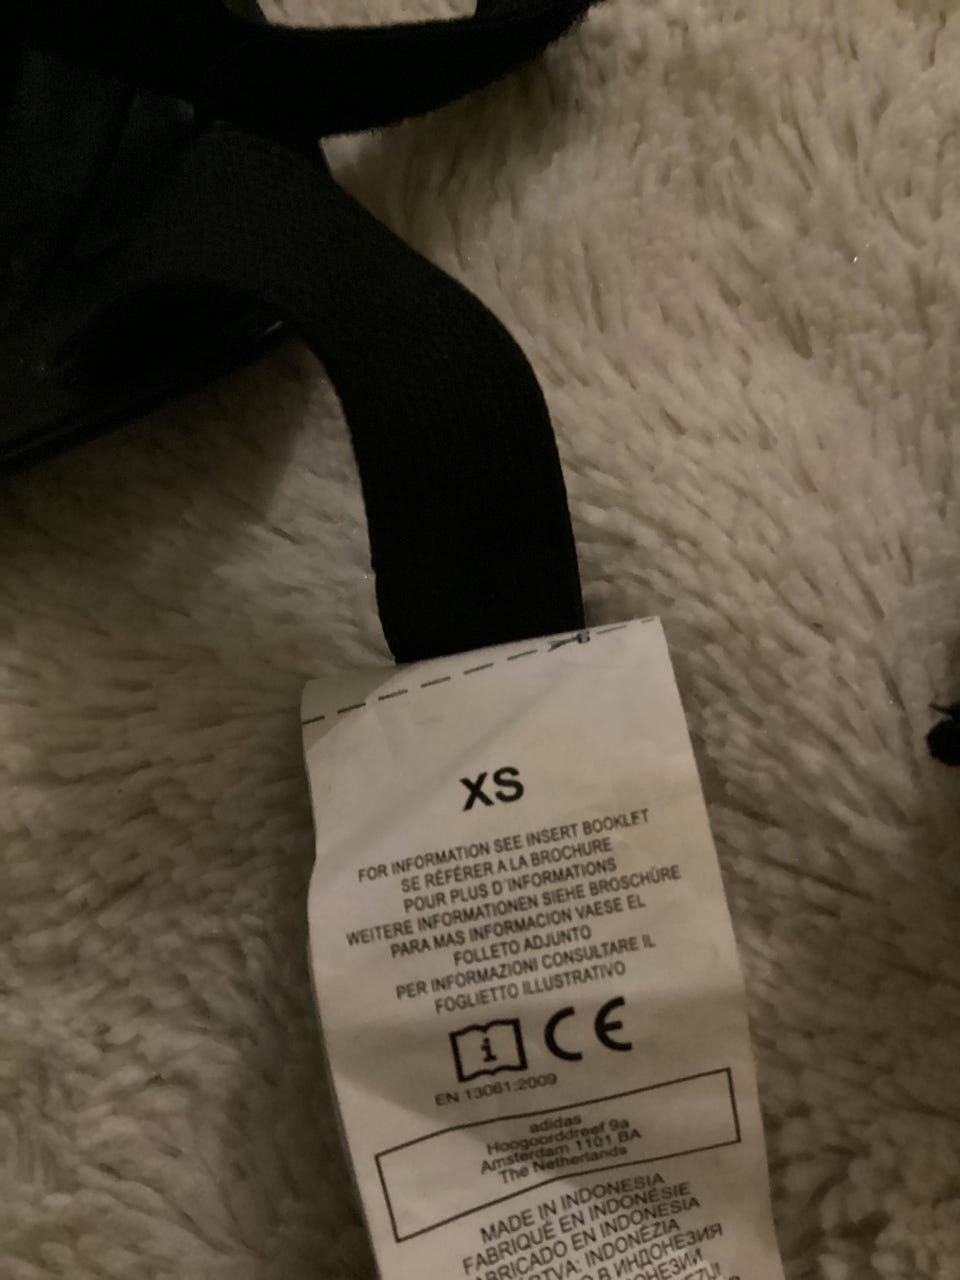 XS
FOR INFORMATION SEE INSERT BOOKLET
SE RÉFÉRER A LA BROCHURE
POUR PLUS D'INFORMATIONS
WEITERE INFORMATIONEN SIEHE BROSCHÜRE
PARA MAS INFORMACION VAESE EL
FOLLETO ADJUNTO
PER INFORMAZIONI CONSULTARE IL
FOGLIETTO ILLUSTRATIVO
i CE
EN 13061:2009
adidas
Hoogoorddreef 9a
Amsterdam 1101 BA
The Netherlands
MADE IN INDONESIA
FABRIQUÉ EN INDONÉSIE
EN INDONESIA
INDONÉZIA
В ИНДОНЕЗИИ